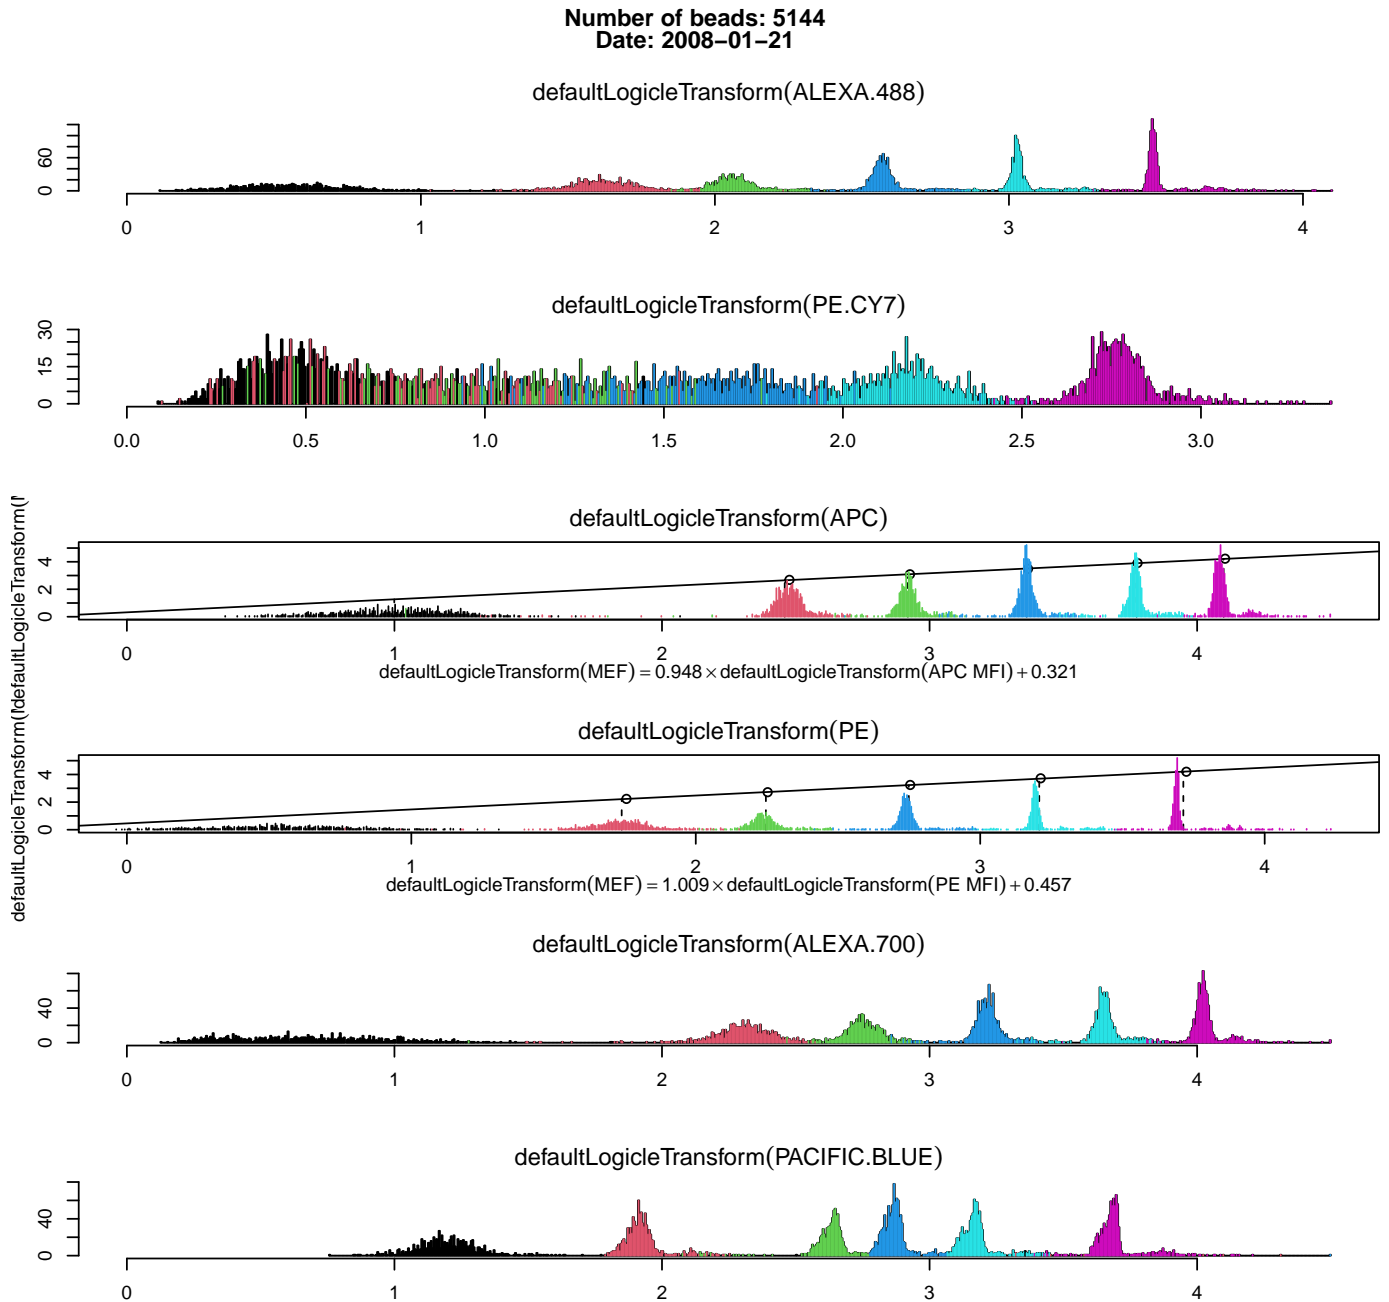 Number of beads: 5144
Date: 2008−01−21
defaultLogicleTransform(ALEXA.488)
0 60
0 1 2 3 4
defaultLogicleTransform(PE.CY7)
0 15 30
0.0 0.5 1.0 1.5 2.0 2.5 3.0
defaultLogicleTransform(APC)
defaultLogicleTransform(
0 2 4
0 1 2 3 4
defaultLogicleTransform(MEF) = 0.948 × defaultLogicleTransform(APC MFI) + 0.321
defaultLogicleTransform(PE)
defaultLogicleTransform(
0 2 4
0 1 2 3 4
defaultLogicleTransform(MEF) = 1.009 × defaultLogicleTransform(PE MFI) + 0.457
defaultLogicleTransform(ALEXA.700)
0 40
0 1 2 3 4
defaultLogicleTransform(PACIFIC.BLUE)
0 40
0 1 2 3 4